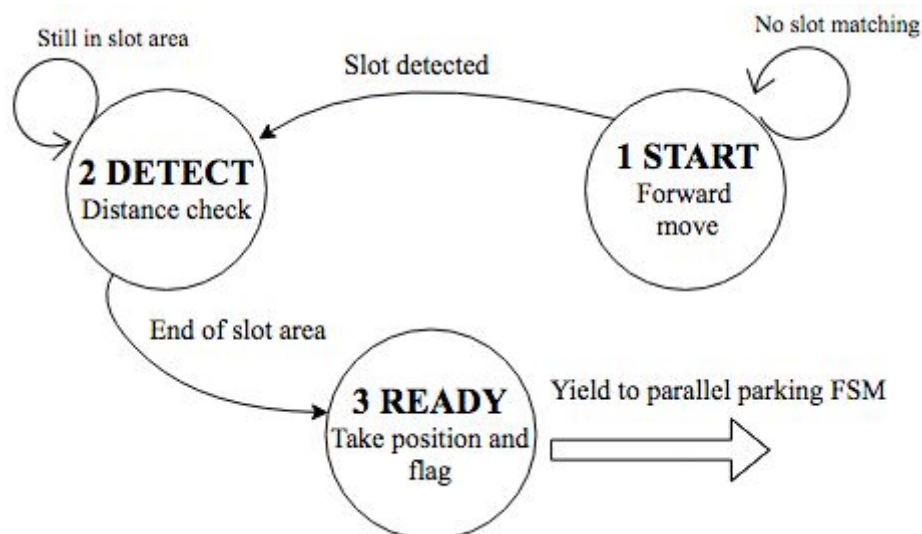 No slot matching
Still in slot area
Slot detected
1 START
Forward
move
2 DETECT
Distance check
End of slot area
3 READY
Take position and
flag
Yield to parallel parking FSM